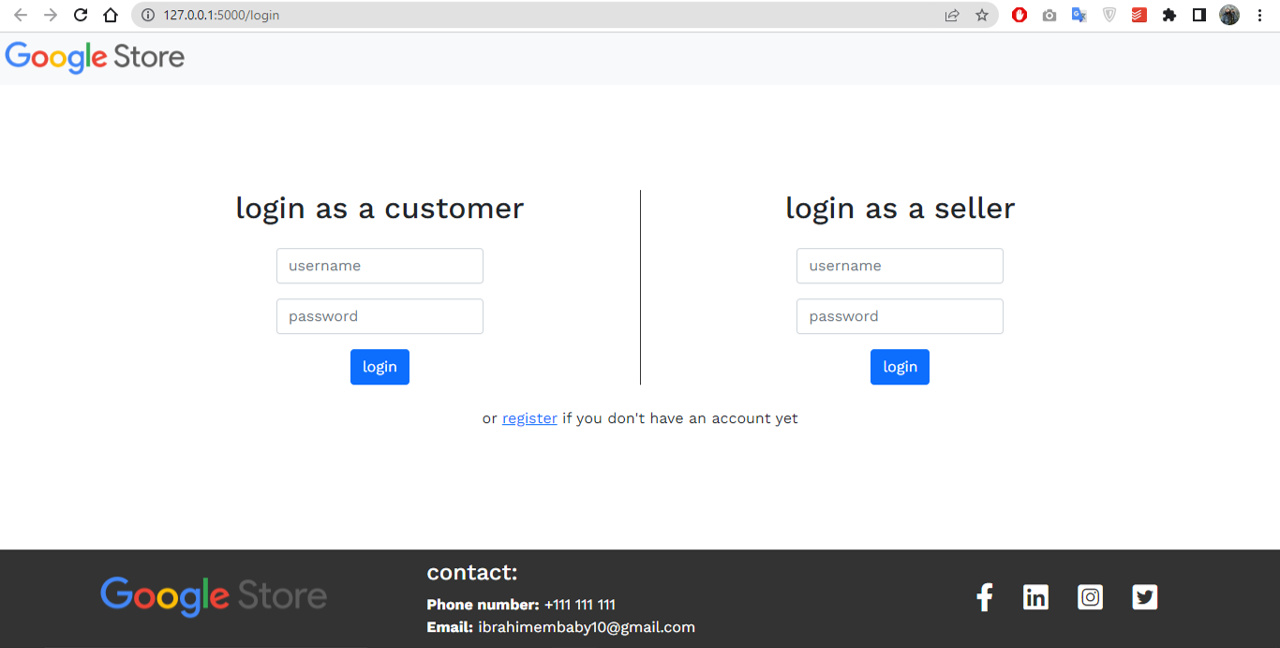 127.0.0.1:5000/login
Google Store
login as a customer
username
password
login
login as a seller
username
password
login
or register if you don't have an account yet
Google Store
contact:
Phone number: +111 111 111
Email: ibrahimembaby10@gmail.com